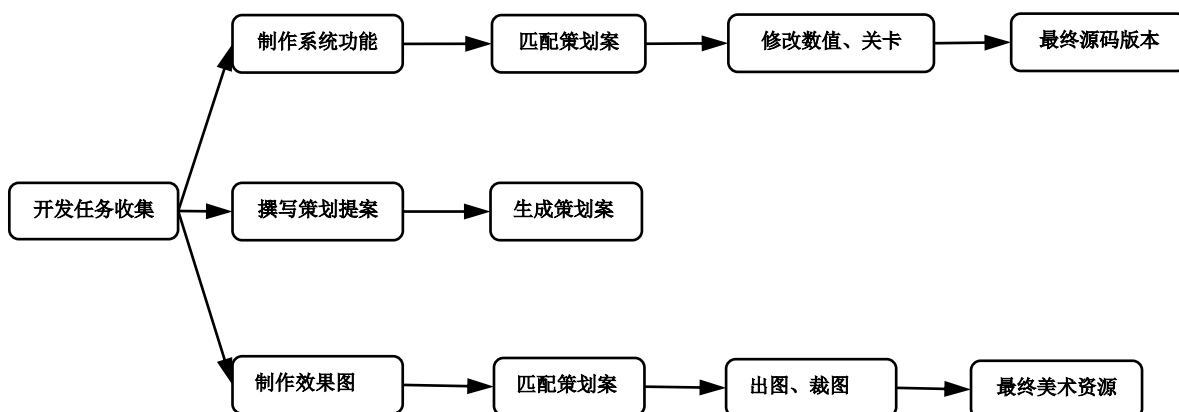 制作系统功能
匹配策划案
修改数值、关卡
最终源码版本
开发任务收集
撰写策划提案
生成策划案
制作效果图
匹配策划案
出图、裁图
最终美术资源